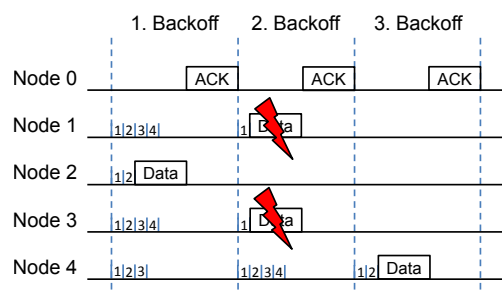 1. Backoff 2. Backoff 3. Backoff
Node 0 ACK ACK ACK
Node 1 1|2|3|4| 1| Data
Node 2 1|2 Data
Node 3 1|2|3|4| 1| Data
Node 4 1|2|3| 1|2|3|4| 1|2 Data